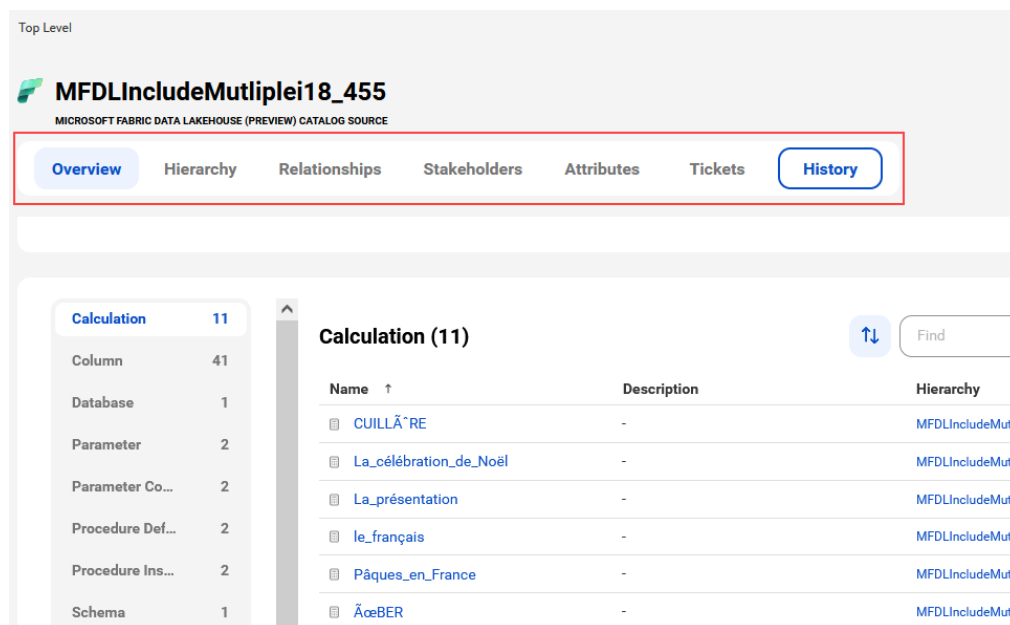 Top Level
MFDLIncludeMutliplei18_455
MICROSOFT FABRIC DATA LAKEHOUSE (PREVIEW) CATALOG SOURCE
Overview Hierarchy Relationships Stakeholders Attributes Tickets History
Calculation 11
Column 41
Database 1
Parameter 2
Parameter Co... 2
Procedure Def... 2
Procedure Ins... 2
Schema 1
Calculation (11)
Find
Name ↑ Description Hierarchy
CUILLÃˆRE - MFDLIncludeMut
La_célébration_de_Noël - MFDLIncludeMut
La_présentation - MFDLIncludeMut
le_français - MFDLIncludeMut
Pâques_en_France - MFDLIncludeMut
ÃœBER - MFDLIncludeMut